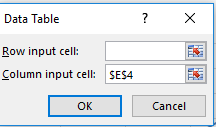 Data Table
?
Row input cell:
Column input cell: $E$4
OK
Cancel